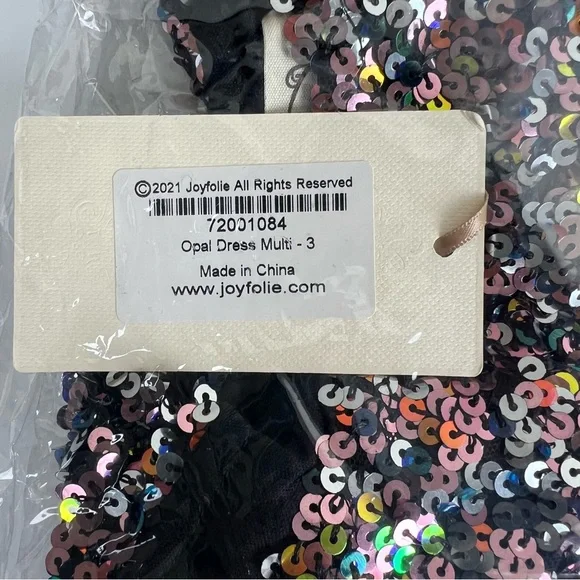 ©2021 Joyfolie All Rights Reserved
72001084
Opal Dress Multi - 3
Made in China
www.joyfolie.com